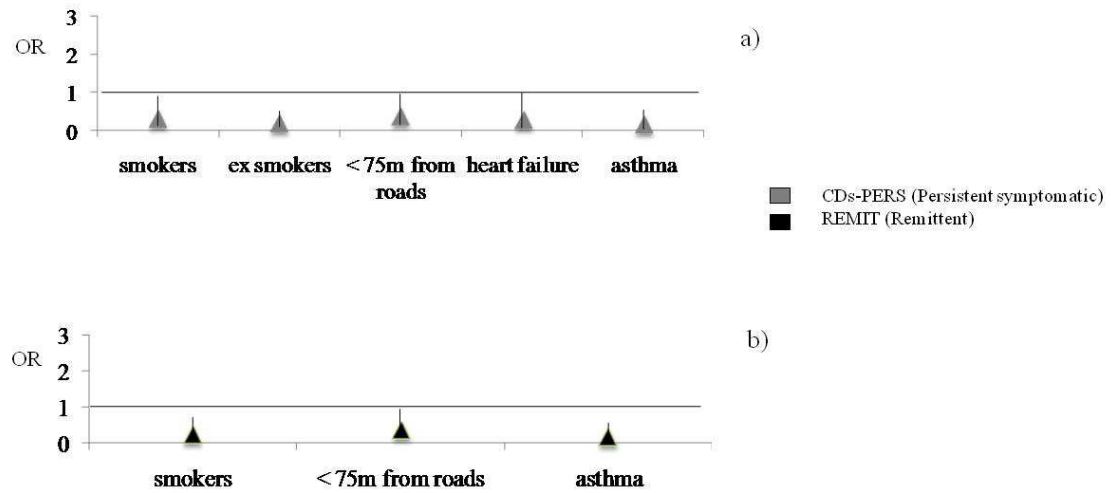 3
a)
OR
2
1
0
smokers
ex smokers
<75m from
heart failure
asthma
roads
CDs-PERS (Persistent symptomatic)
REMIT (Remittent)
3
b)
OR
2
1
0
smokers
<75m from roads
asthma